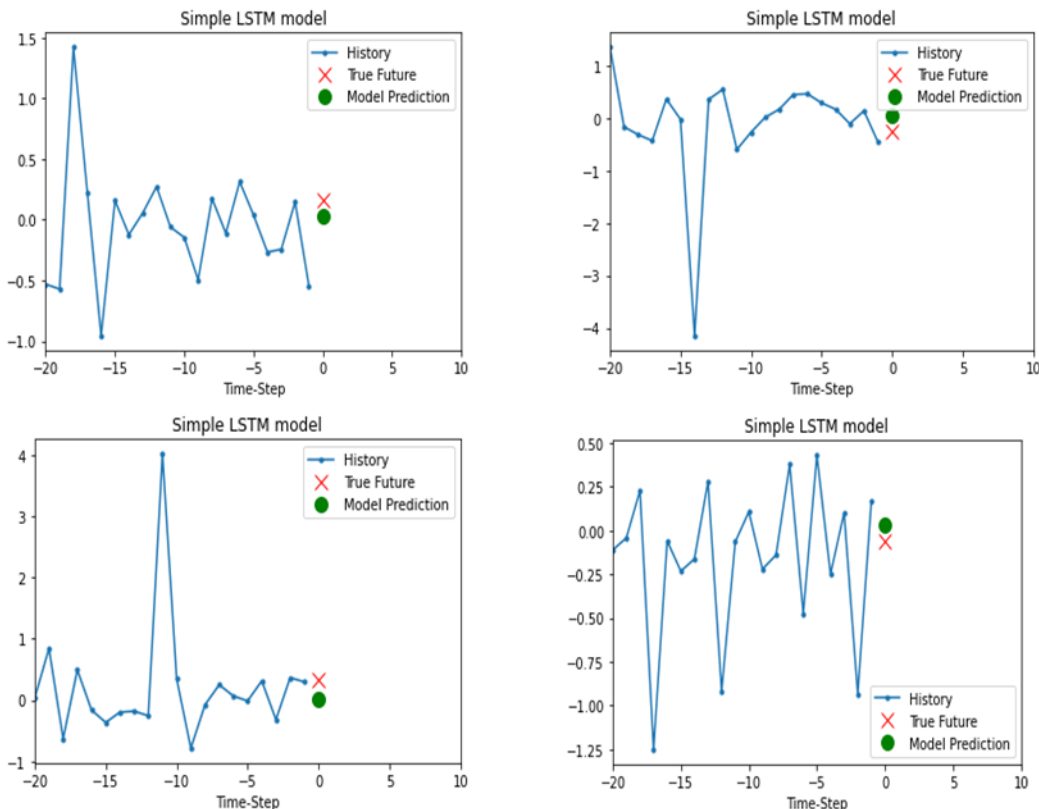 Simple LSTM model
1.5
1.0
0.5
0.0
−0.5
−1.0
−20 −15 −10 −5 0 5 10
Time-Step
History
True Future
Model Prediction
Simple LSTM model
1
0
−1
−2
−3
−4
−20 −15 −10 −5 0 5 10
Time-Step
History
True Future
Model Prediction
Simple LSTM model
4
3
2
1
0
−1
−20 −15 −10 −5 0 5 10
Time-Step
History
True Future
Model Prediction
Simple LSTM model
0.50
0.25
0.00
−0.25
−0.50
−0.75
−1.00
−1.25
−20 −15 −10 −5 0 5 10
Time-Step
History
True Future
Model Prediction